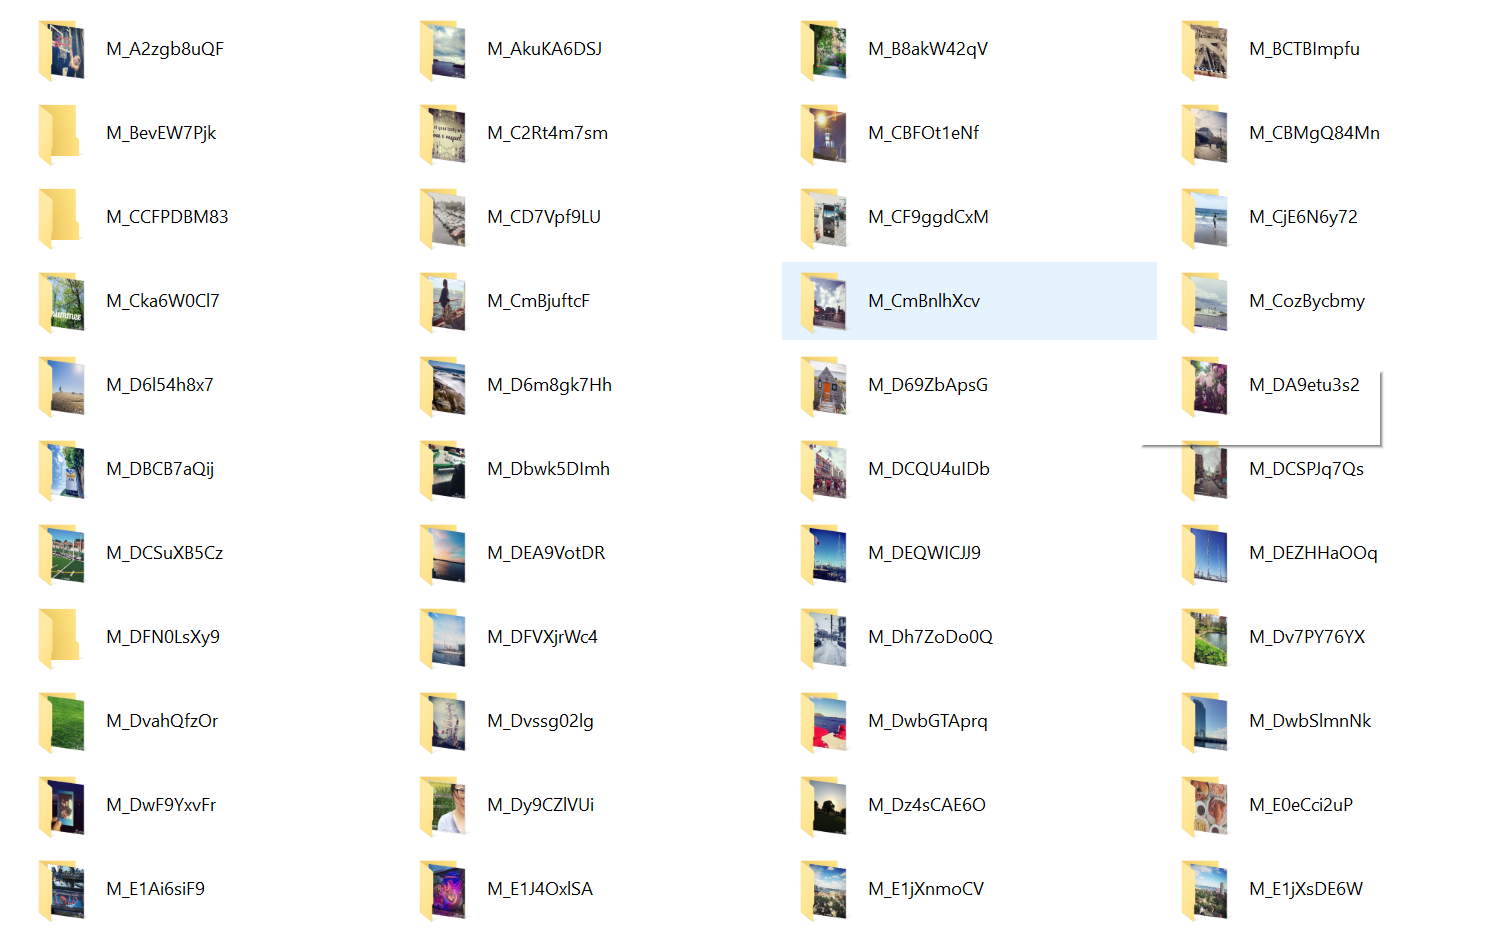 M_A2zgb8uQF M_AkuKA6DSJ M_B8akW42qV M_BCTBImpfu
M_BevEW7Pjk M_C2Rt4m7sm M_CBFOt1eNf M_CBMgQ84Mn
M_CCFPDBM83 M_CD7Vpf9LU M_CF9ggdCxM M_CjE6N6y72
M_Cka6W0Cl7 M_CmBjuftcF M_CmBnlhXcv M_CozBycbmy
summer
M_D6l54h8x7 M_D6m8gk7Hh M_D69ZbApsG M_DA9etu3s2
M_DBCB7aQij M_Dbwk5DImh M_DCQU4uIDb M_DCSPJq7Qs
M_DCSuXB5Cz M_DEA9VotDR M_DEQWICJJ9 M_DEZHHaOOq
M_DFN0LsXy9 M_DFVXjrWc4 M_Dh7ZoDo0Q M_Dv7PY76YX
M_DvahQfzOr M_Dvssg02lg M_DwbGTAprq M_DwbSlmnNk
M_DwF9YxvFr M_Dy9CZlVUi M_Dz4sCAE6O M_E0eCci2uP
M_E1Ai6siF9 M_E1J4OxlSA M_E1jXnmoCV M_E1jXsDE6W